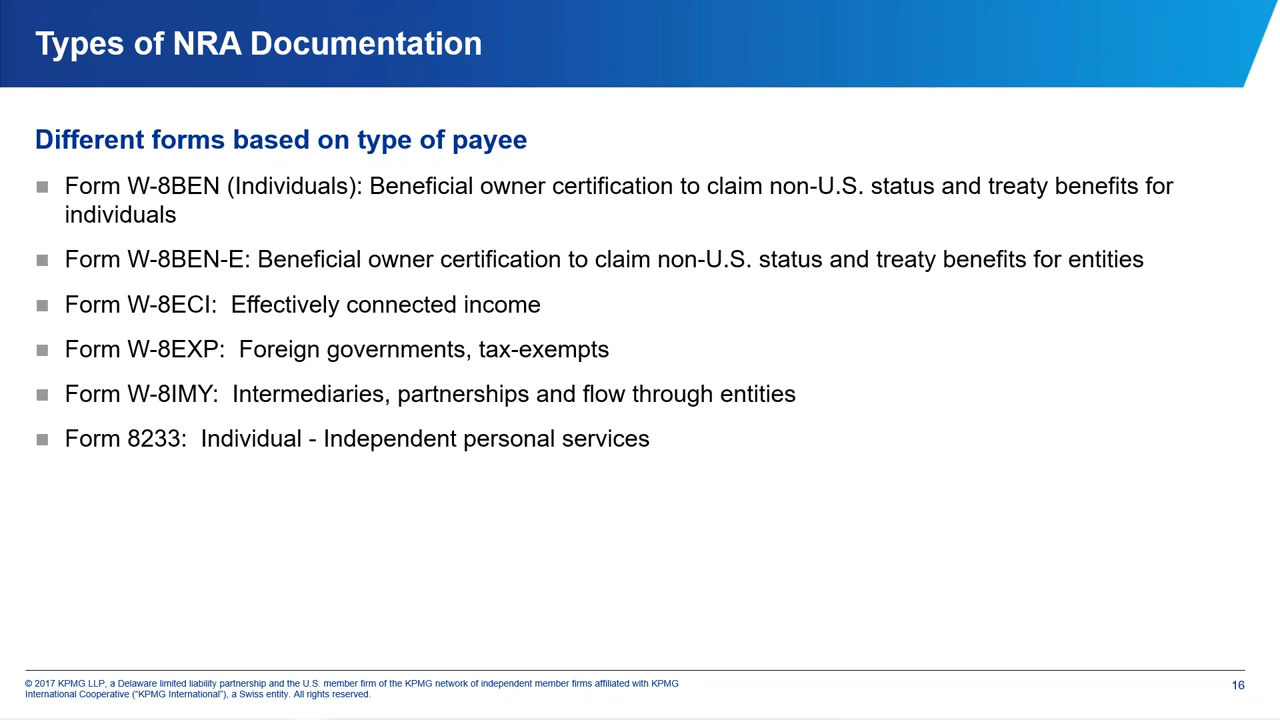 Types of NRA Documentation
Different forms based on type of payee
■ Form W-8BEN (Individuals): Beneficial owner certification to claim non-U.S. status and treaty benefits for
individuals
■ Form W-8BEN-E: Beneficial owner certification to claim non-U.S. status and treaty benefits for entities
■ Form W-8ECI: Effectively connected income
■ Form W-8EXP: Foreign governments, tax-exempts
■ Form W-8IMY: Intermediaries, partnerships and flow through entities
■ Form 8233: Individual - Independent personal services
© 2017 KPMG LLP, a Delaware limited liability partnership and the U.S. member firm of the KPMG network of independent member firms affiliated with KPMG
International Cooperative (“KPMG International”), a Swiss entity. All rights reserved.
16